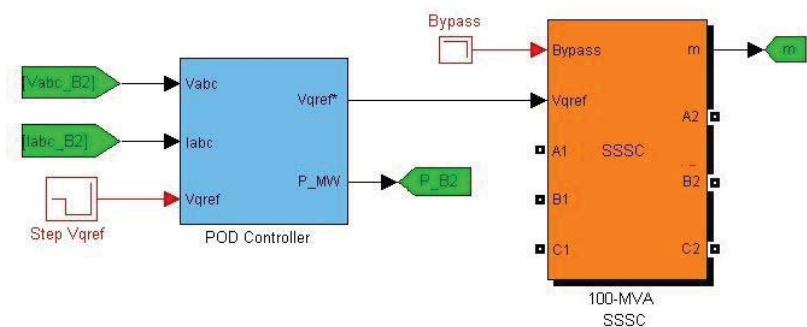 Bypass
[Vabc_B2]
Vabc
Vqref*
Bypass
m
m
Vqref
[Iabc_B2]
Iabc
A2
A1
SSSC
P_MW
P_B2
B2
Vqref
B1
Step Vqref
POD Controller
C1
C2
100-MVA
SSSC